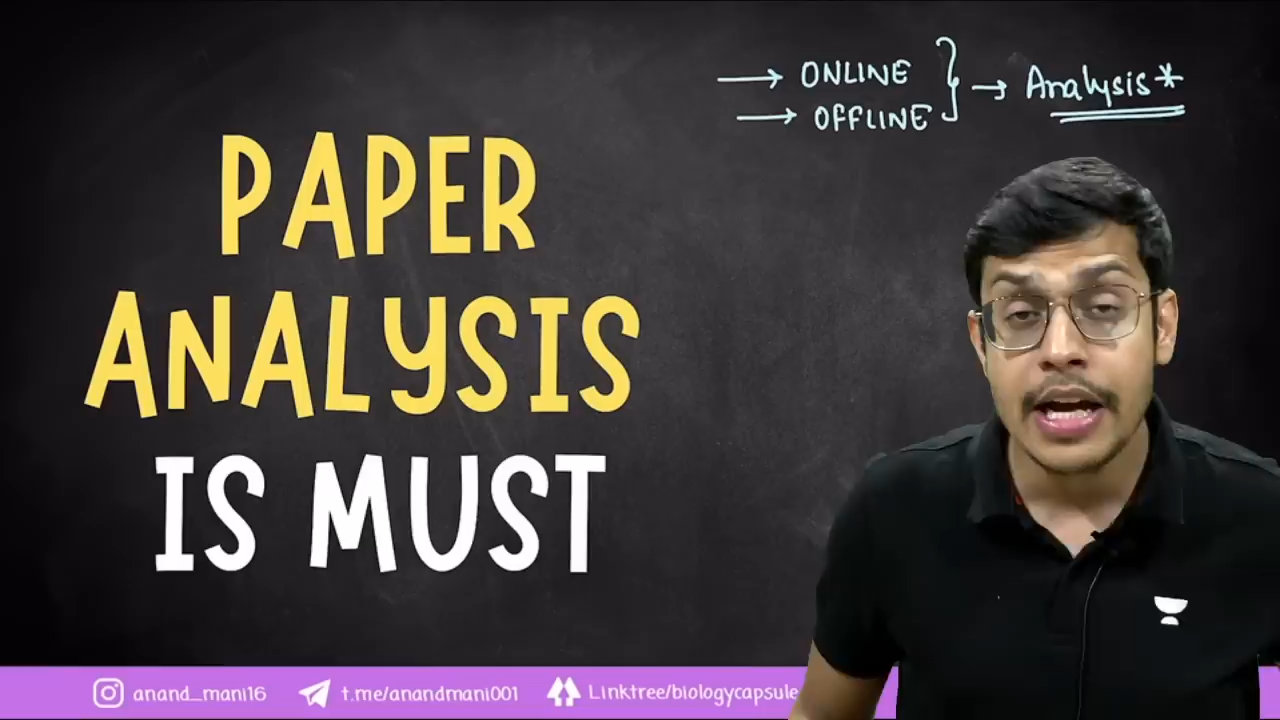 → ONLINE
→ OFFLINE } → Analysis*
PAPER
ANALYSIS
IS MUST
anand_mani16 t.me/anandmani001 Linktree/biologycapsule